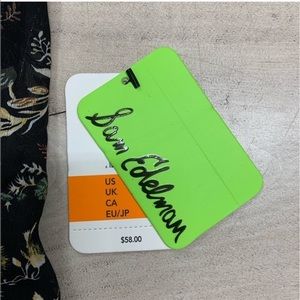 Sam Edelman
US
UK
CA
EU/JP
$58.00